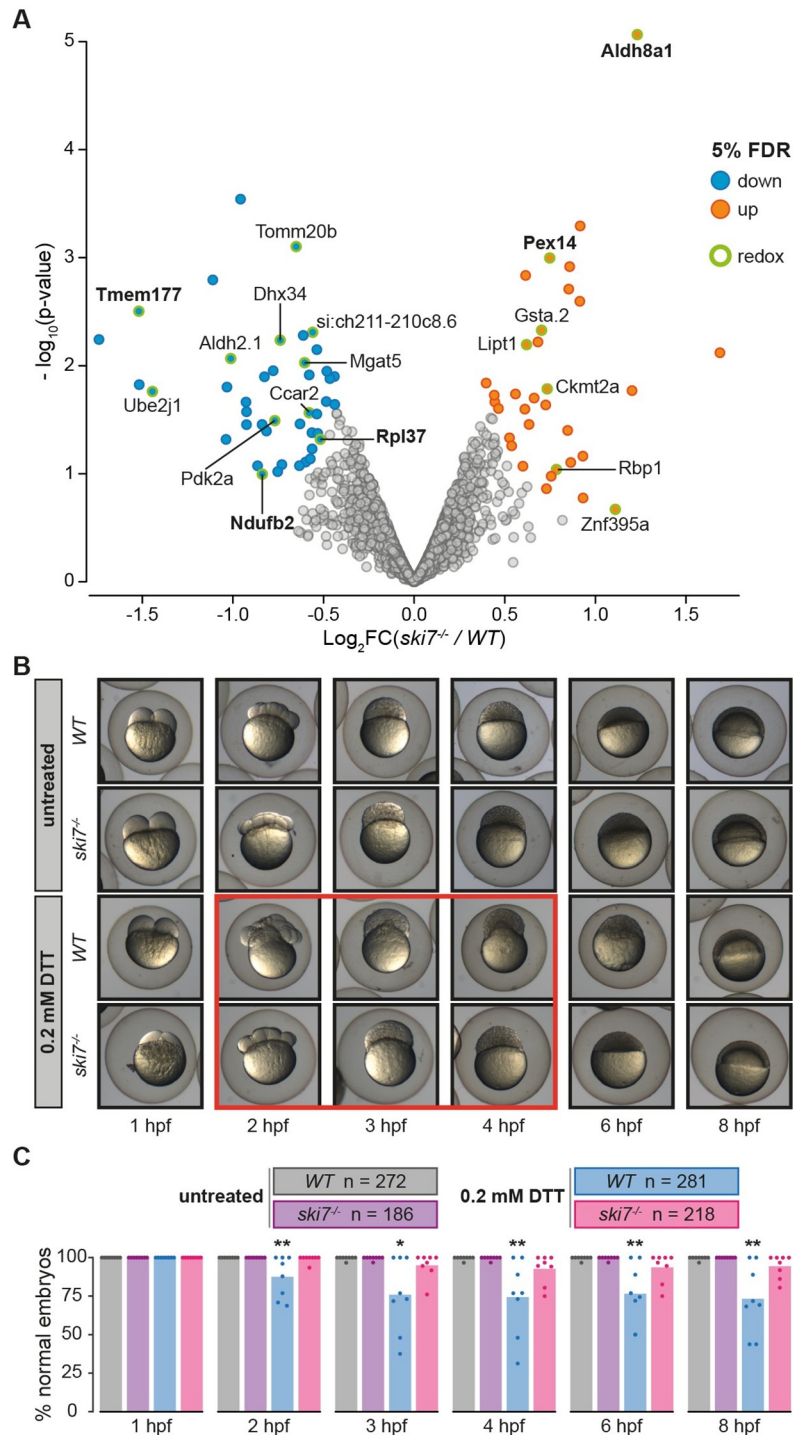 A
5
4
3
2
1
0
- log10(p-value)
Aldh8a1
5% FDR
down
up
redox
Tomm20b
Pex14
Tmem177
Dhx34
si:ch211-210c8.6
Gsta.2
Aldh2.1
Mgat5
Lipt1
Ube2j1
Ccar2
Ckmt2a
Rpl37
Pdk2a
Rbp1
Ndufb2
Znf395a
-1.5 -1.0 -0.5 0.0 0.5 1.0 1.5
Log2FC(ski7-/- / WT)
B
untreated
WT
ski7-/-
0.2 mM DTT
WT
ski7-/-
1 hpf 2 hpf 3 hpf 4 hpf 6 hpf 8 hpf
C
untreated
WT n = 272
ski7-/- n = 186
0.2 mM DTT
WT n = 281
ski7-/- n = 218
** * ** ** **
% normal embryos
100
75
50
25
0
1 hpf 2 hpf 3 hpf 4 hpf 6 hpf 8 hpf